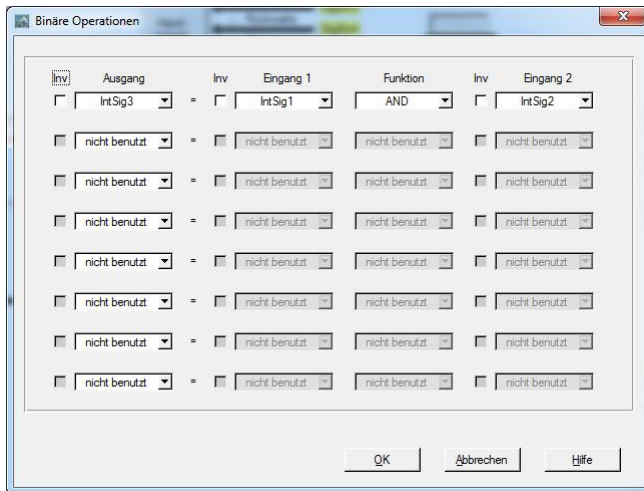 Binäre Operationen
Inv Ausgang Inv Eingang 1 Funktion Inv Eingang 2
IntSig3 = IntSig1 AND IntSig2
nicht benutzt = nicht benutzt nicht benutzt nicht benutzt
nicht benutzt = nicht benutzt nicht benutzt nicht benutzt
nicht benutzt = nicht benutzt nicht benutzt nicht benutzt
nicht benutzt = nicht benutzt nicht benutzt nicht benutzt
nicht benutzt = nicht benutzt nicht benutzt nicht benutzt
nicht benutzt = nicht benutzt nicht benutzt nicht benutzt
nicht benutzt = nicht benutzt nicht benutzt nicht benutzt
OK Abbrechen Hilfe